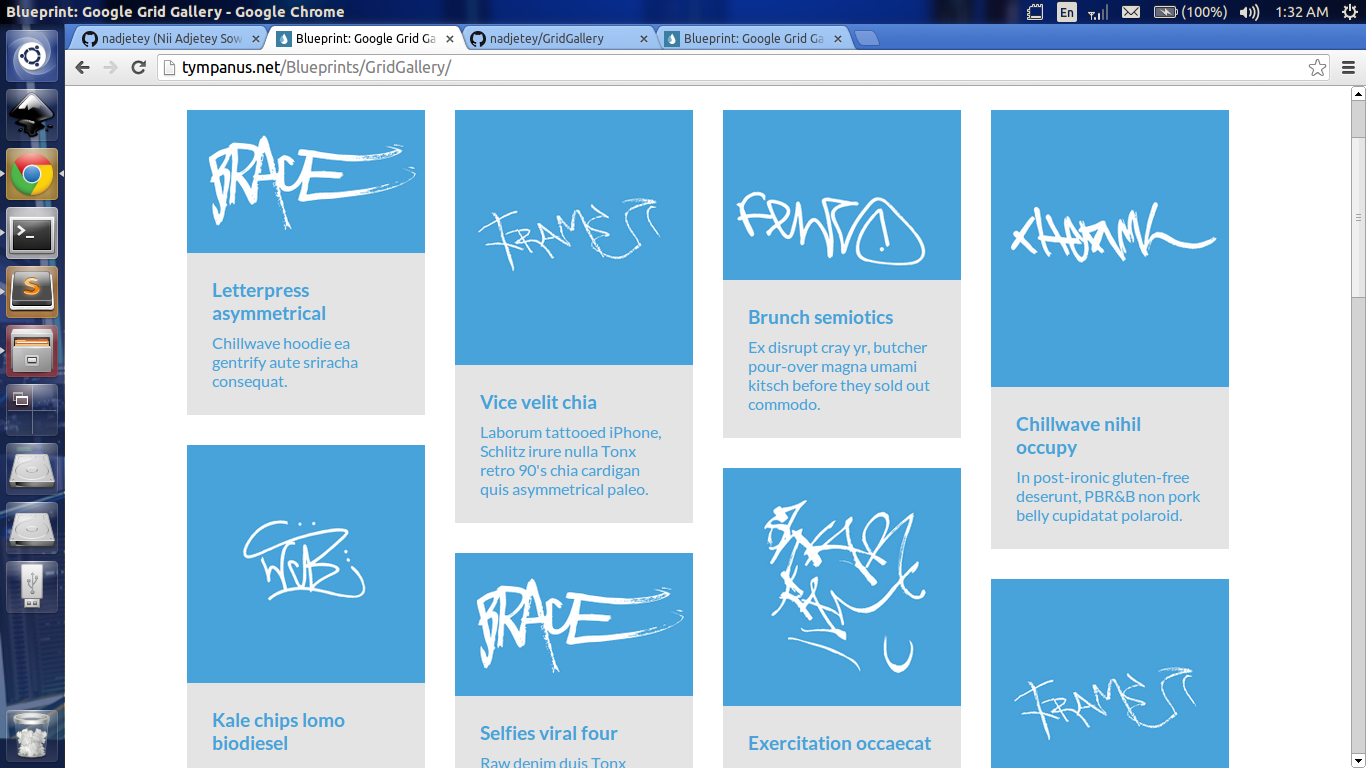 Blueprint: Google Grid Gallery - Google Chrome
En
(100%)
1:32 AM
nadjetey (Nii Adjetey Sow
Blueprint: Google Grid Ga
nadjetey/GridGallery
Blueprint: Google Grid Ga
tympanus.net/Blueprints/GridGallery/
BRACE
Letterpress
asymmetrical
Chillwave hoodie ea
gentrify aute sriracha
consequat.
Kale chips lomo
biodiesel
Vice velit chia
Laborum tattooed iPhone,
Schlitz irure nulla Tonx
retro 90's chia cardigan
quis asymmetrical paleo.
BRACE
Selfies viral four
Raw denim duis Tonx
Brunch semiotics
Ex disrupt cray yr, butcher
pour-over magna umami
kitsch before they sold out
commodo.
Exercitation occaecat
Chillwave nihil
occupy
In post-ironic gluten-free
deserunt, PBR&B non pork
belly cupidatat polaroid.